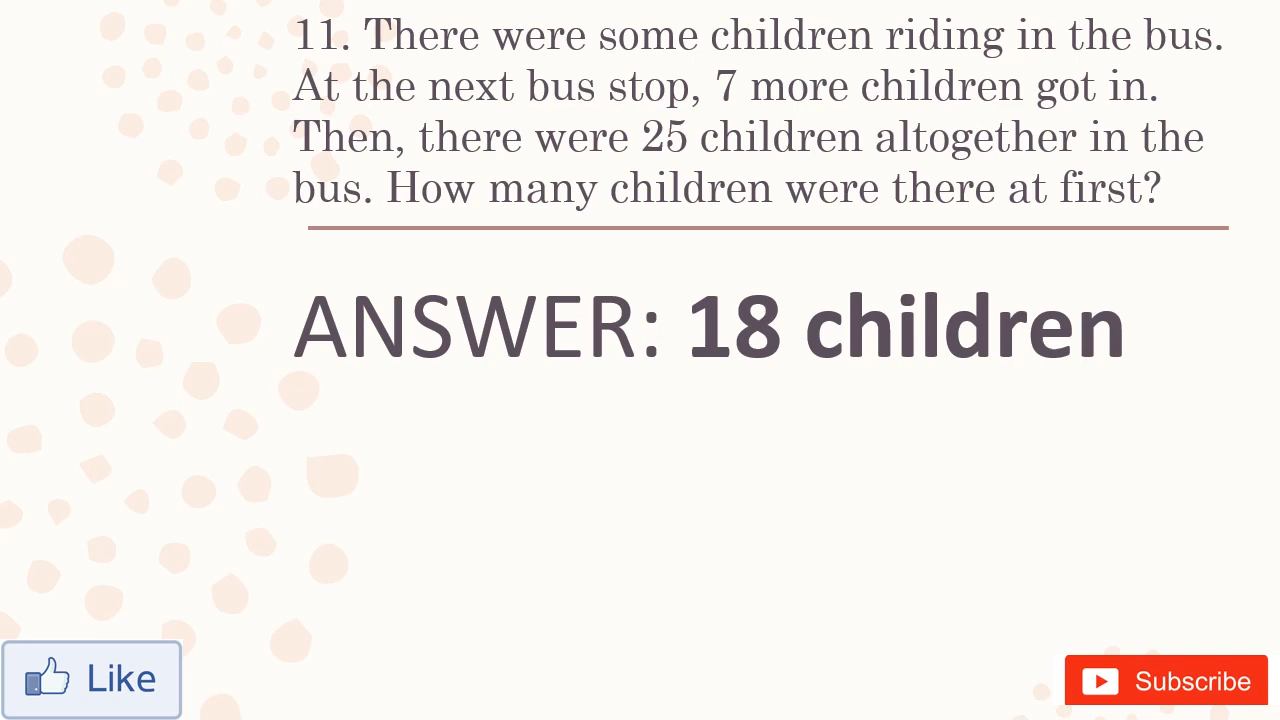 11. There were some children riding in the bus.
At the next bus stop, 7 more children got in.
Then, there were 25 children altogether in the
bus. How many children were there at first?
ANSWER: 18 children
Like
Subscribe